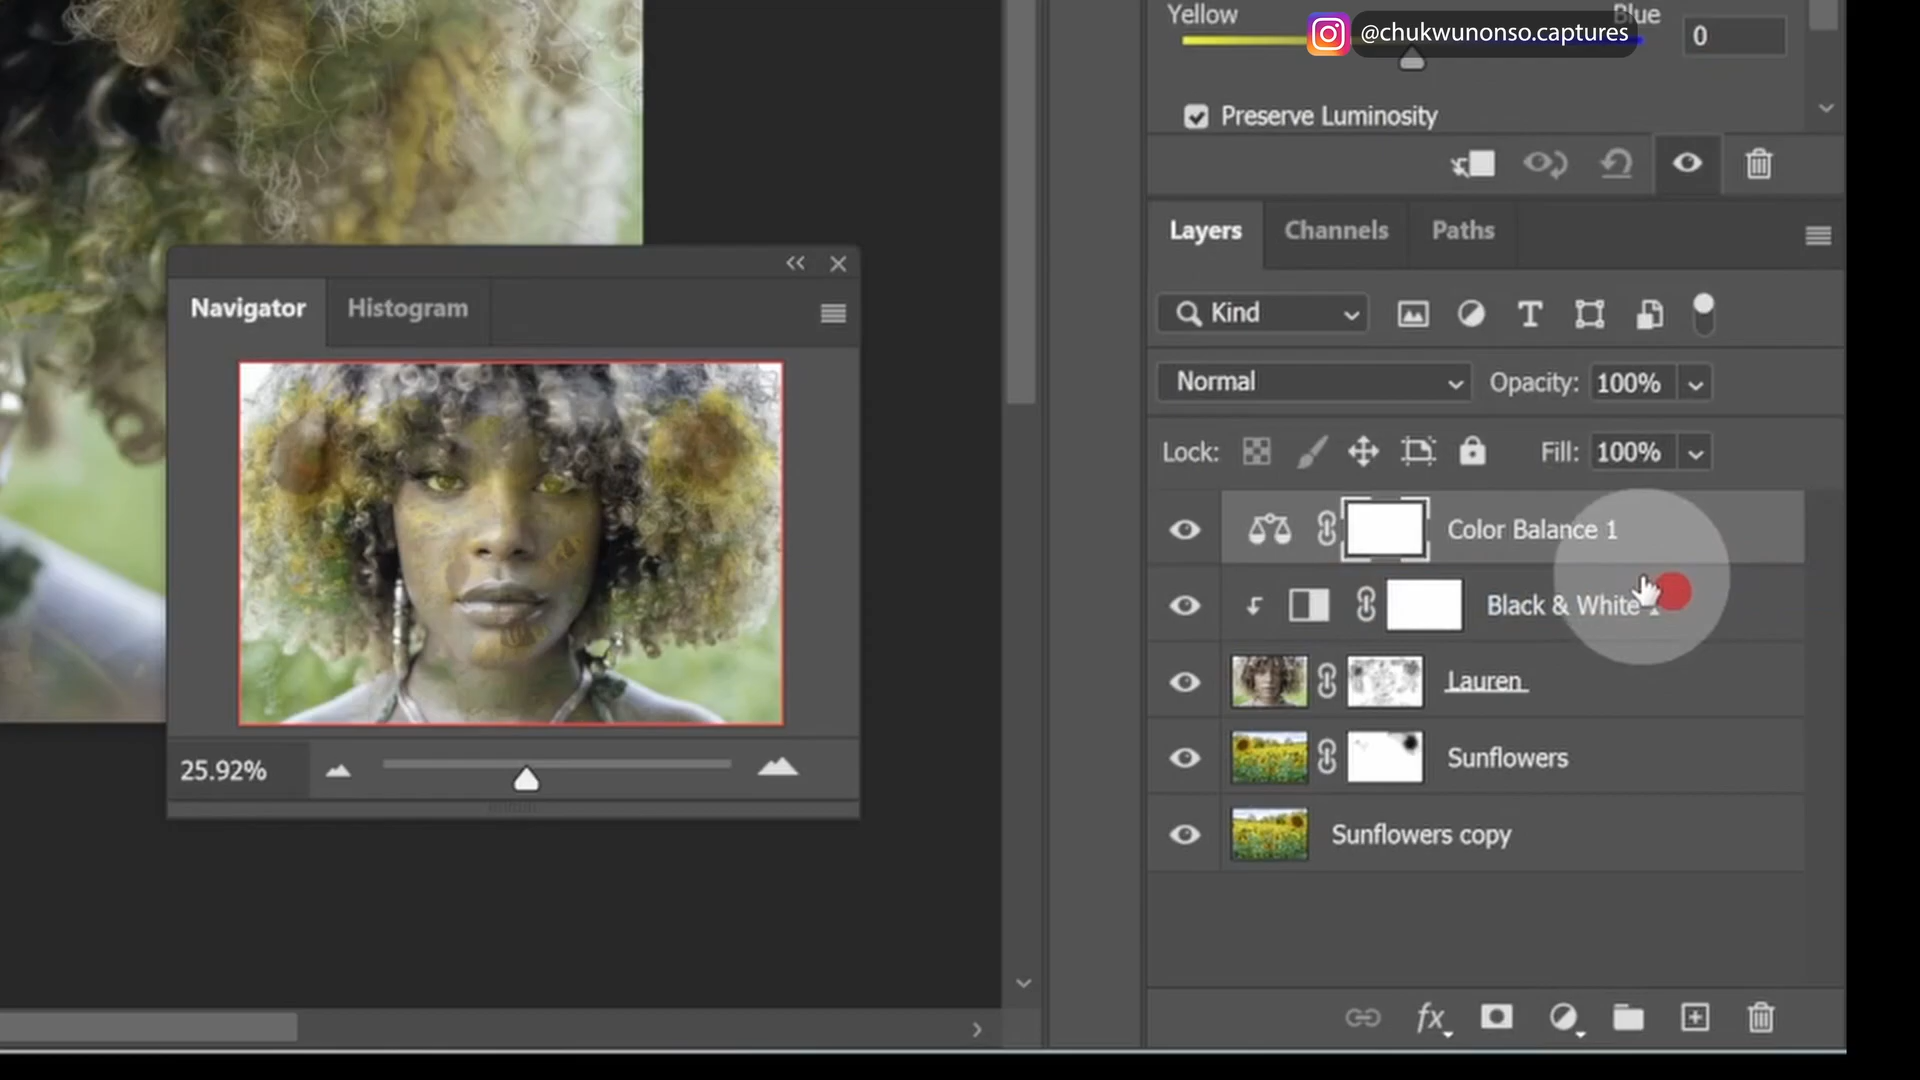 Yellow
Blue
@chukwunonso.captures
0
Preserve Luminosity
Layers
Channels
Paths
Kind
Normal
Opacity: 100%
Lock:
Fill: 100%
Color Balance 1
Black & White
Lauren
Sunflowers
Sunflowers copy
fx
Navigator
Histogram
25.92%